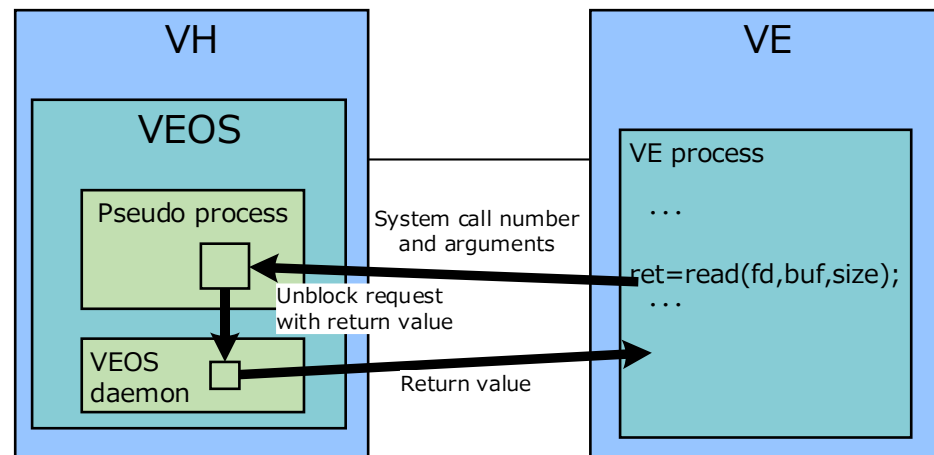 VH
VE
VEOS
VE process
...
Pseudo process
System call number
and arguments
ret=read(fd,buf,size);
...
Unblock request
with return value
VEOS
daemon
Return value